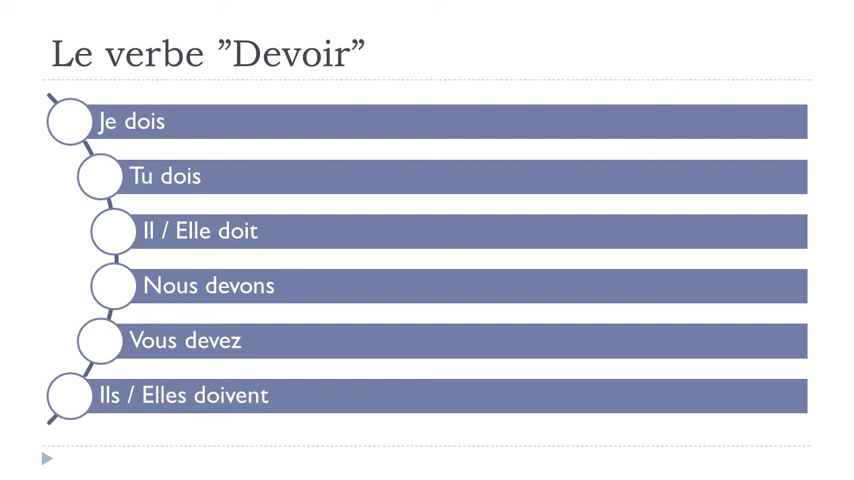 Le verbe ”Devoir”
Je dois
Tu dois
Il / Elle doit
Nous devons
Vous devez
Ils / Elles doivent